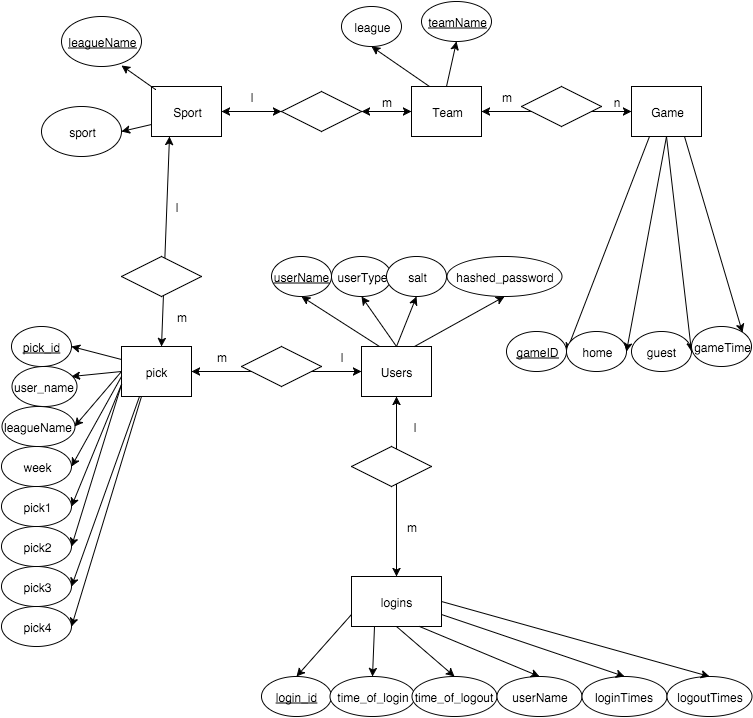 league
teamName
leagueName
l
m
m
n
Sport
Team
Game
sport
l
userName
userType
salt
hashed_password
m
pick_id
gameID
home
guest
gameTime
m
l
pick
Users
user_name
leagueName
l
week
pick1
m
pick2
pick3
logins
pick4
login_id
time_of_login
time_of_logout
userName
loginTimes
logoutTimes